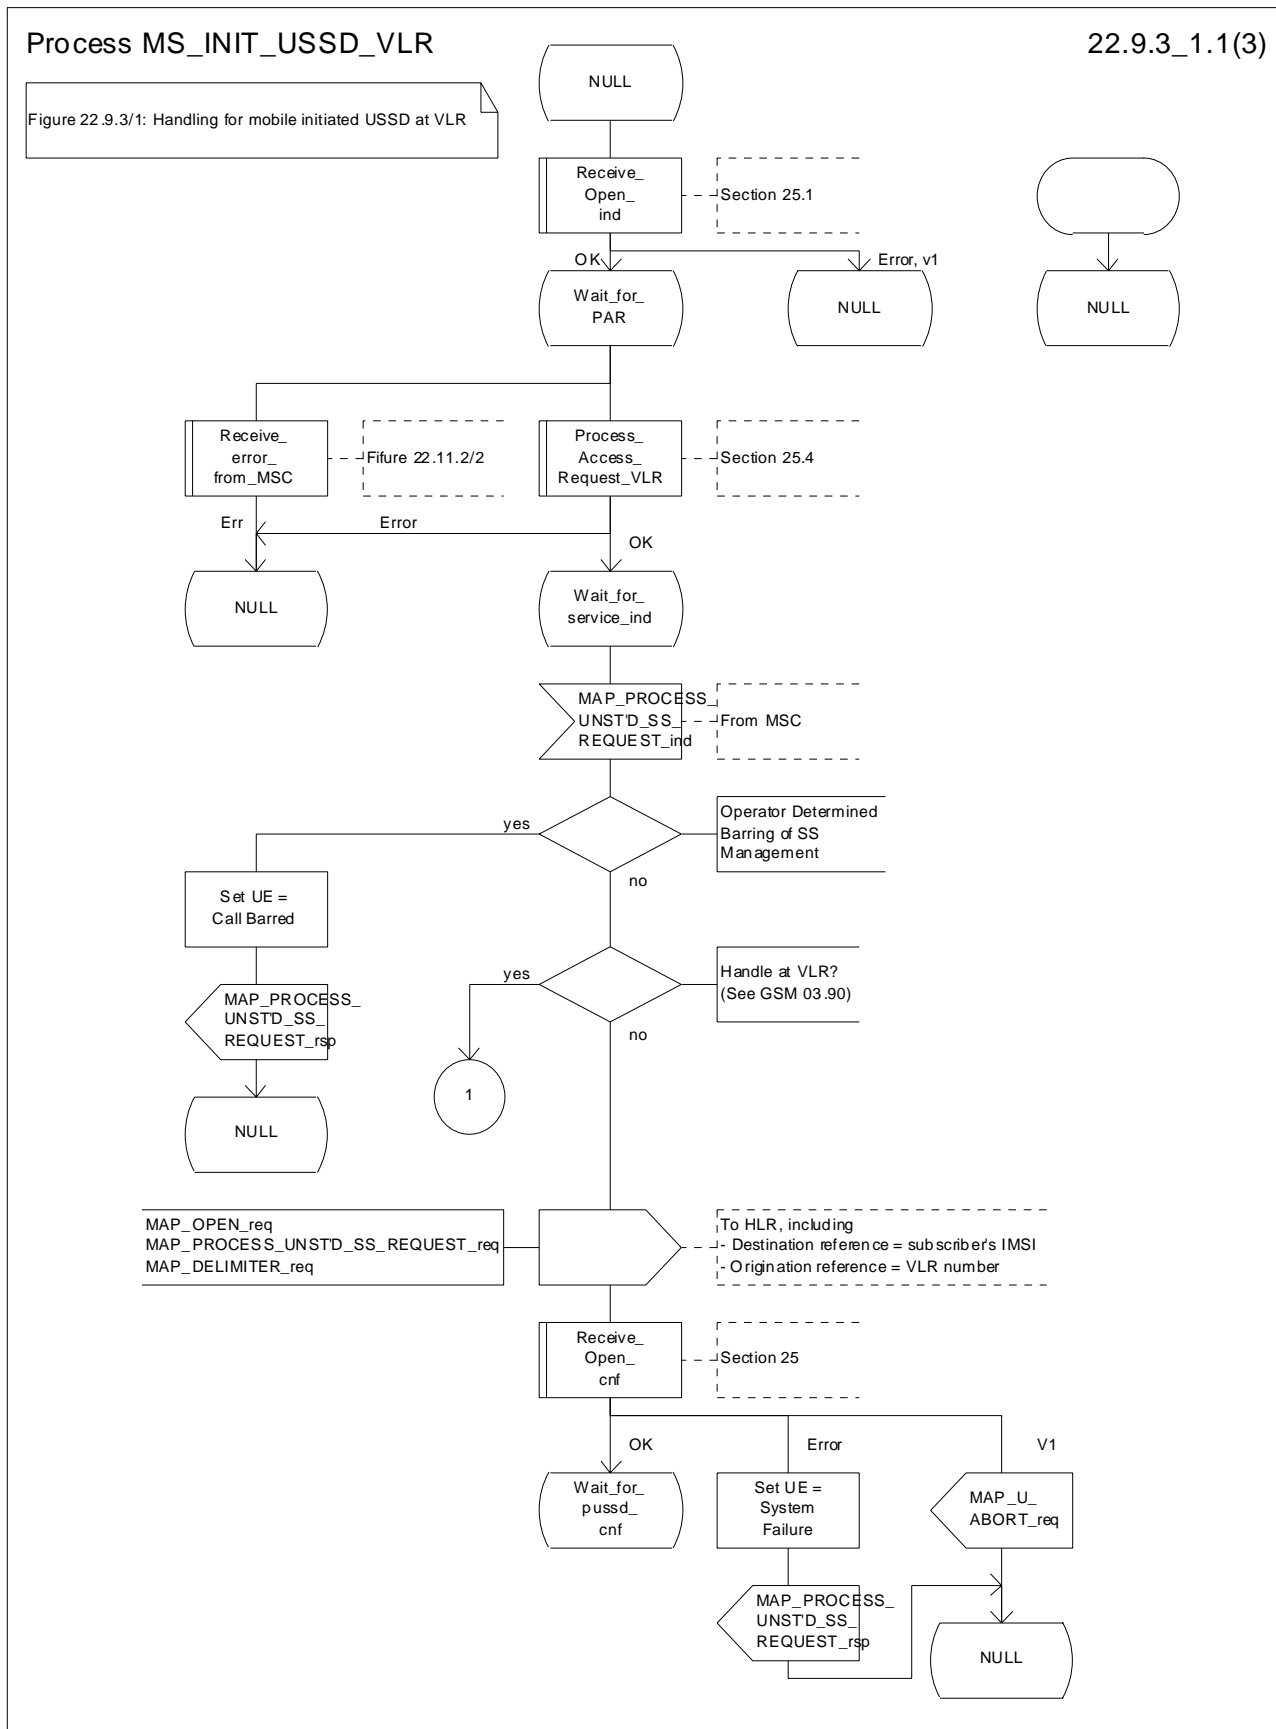 Process MS_INIT_USSD_VLR
22.9.3_1.1(3)
Figure 22.9.3/1: Handling for mobile initiated USSD at VLR
NULL
Receive_
Open_
ind
Section 25.1
OK
Error, v1
Wait_for_
PAR
NULL
NULL
Receive_
error_
from_MSC
Fifure 22.11.2/2
Process_
Access_
Request_VLR
Section 25.4
Err
Error
OK
NULL
Wait_for_
service_ind
MAP_PROCESS_
UNST'D_SS_
REQUEST_ind
From MSC
yes
Operator Determined
Barring of SS
Management
no
Set UE =
Call Barred
yes
Handle at VLR?
(See GSM 03.90)
no
MAP_PROCESS_
UNST'D_SS_
REQUEST_rsp
1
NULL
MAP_OPEN_req
MAP_PROCESS_UNST'D_SS_REQUEST_req
MAP_DELIMITER_req
To HLR, including
- Destination reference = subscriber's IMSI
- Origination reference = VLR number
Receive_
Open_
cnf
Section 25
OK
Error
V1
Wait_for_
pussd_
cnf
Set UE =
System
Failure
MAP_U_
ABORT_req
MAP_PROCESS_
UNST'D_SS_
REQUEST_rsp
NULL